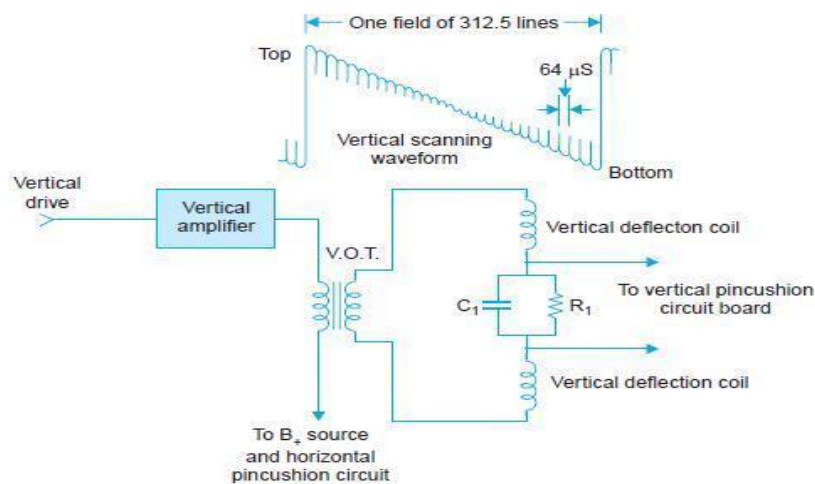 One field of 312.5 lines
Top
64 µS
Vertical scanning
waveform
Bottom
Vertical
drive
Vertical
amplifier
V.O.T.
Vertical deflecton coil
C1
R1
To vertical pincushion
circuit board
Vertical deflection coil
To B+ source
and horizontal
pincushion circuit